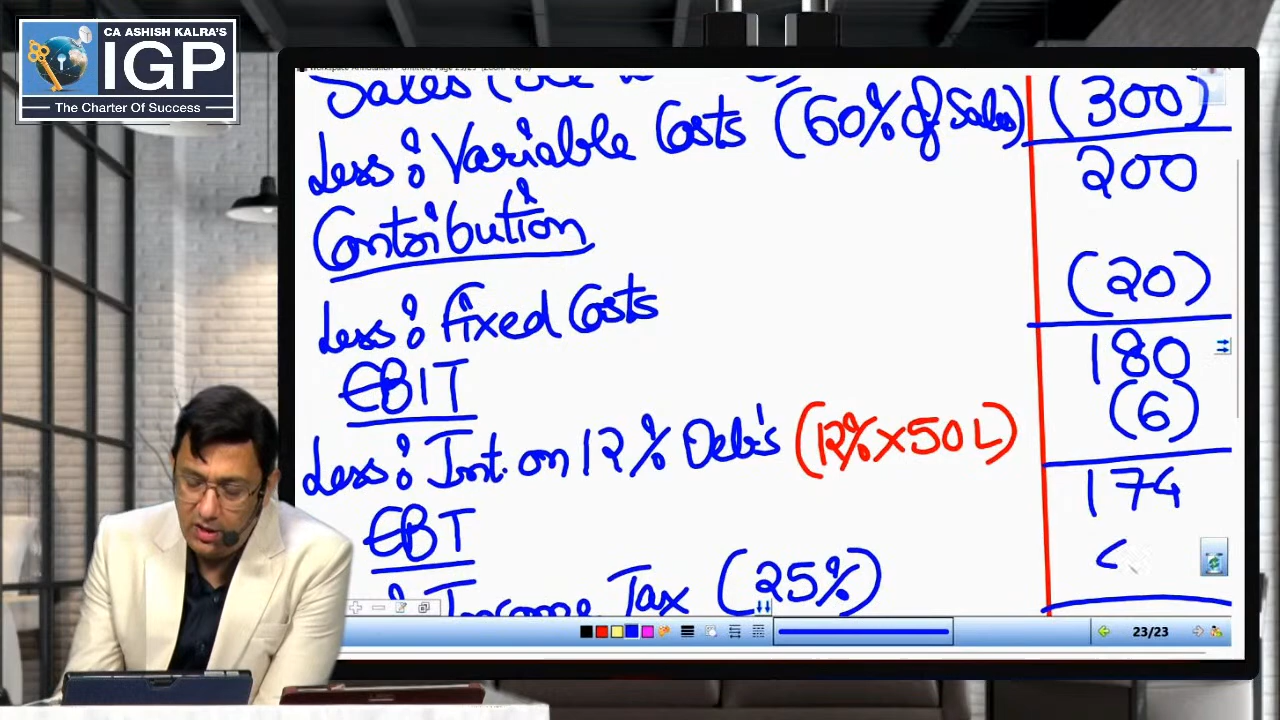 CA ASHISH KALRA'S
IGP
The Charter Of Success
Sales
Less: Variable Costs (60% Of Sales) (300)
Contribution 200
Less: Fixed Costs (20)
EBIT 180
Less: Int. on 12% Deb's (12% x 50 L) (6)
EBT 174
Income Tax (25%)
23/23